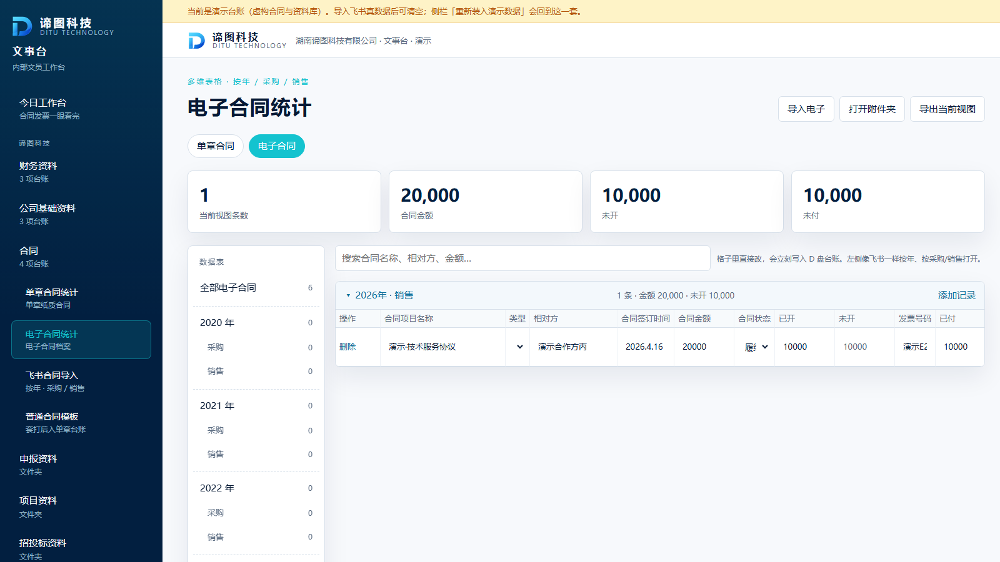 谛图科技
DITU TECHNOLOGY
文事台
内部文员工作台
今日工作台
合同发票一眼看完
谛图科技
财务资料
3 项台账
公司基础资料
3 项台账
合同
4 项台账
单章合同统计
单章纸质合同
电子合同统计
电子合同档案
飞书合同导入
按年 · 采购 / 销售
普通合同模板
套打后入单章台账
申报资料
文件夹
项目资料
文件夹
招投标资料
文件夹
当前是演示台账（虚构合同与资料库）。导入飞书真数据后可清空；侧栏「重新装入演示数据」会回到这一套。
谛图科技
DITU TECHNOLOGY
湖南谛图科技有限公司 · 文事台 · 演示
多维表格 · 按年 / 采购 / 销售
电子合同统计
导入电子 打开附件夹 导出当前视图
单章合同 电子合同
1 20,000 10,000 10,000
当前视图条数 合同金额 未开 未付
数据表
全部电子合同 6
2020 年 0
采购 0
销售 0
2021 年 0
采购 0
销售 0
2022 年 0
采购 0
销售 0
搜索合同名称、相对方、金额...
格子里直接改，会立刻写入 D 盘台账。左侧像飞书一样按年、按采购/销售打开。
2026年 · 销售 1 条 · 金额 20,000 · 未开 10,000 添加记录
操作 合同项目名称 类型 相对方 合同签订时间 合同金额 合同状态 已开 未开 发票号码 已付
删除 演示·技术服务协议 演示合作方丙 2026.4.16 20000 10000 10000 演示E2 10000